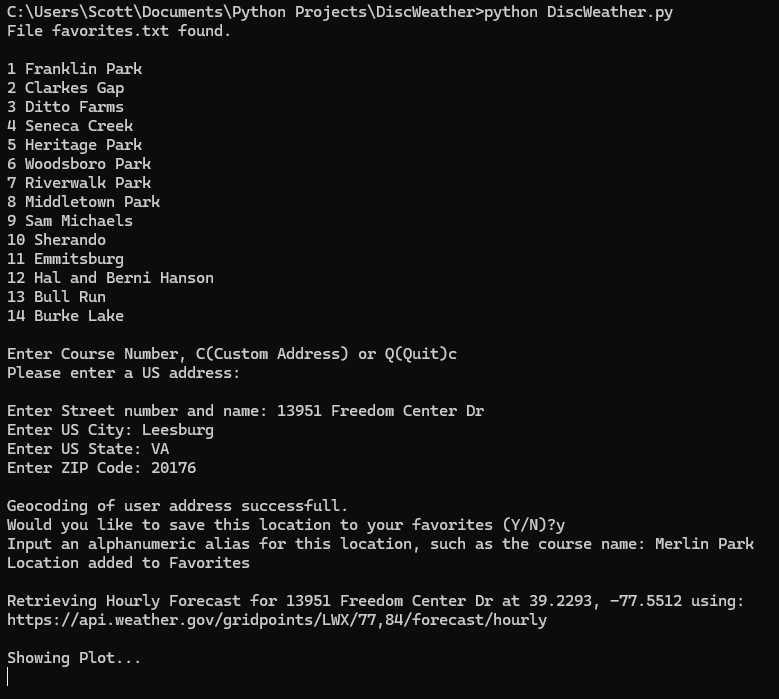 C:\Users\Scott\Documents\Python Projects\DiscWeather>python DiscWeather.py
File favorites.txt found.
1 Franklin Park
2 Clarkes Gap
3 Ditto Farms
4 Seneca Creek
5 Heritage Park
6 Woodsboro Park
7 Riverwalk Park
8 Middletown Park
9 Sam Michaels
10 Sherando
11 Emmitsburg
12 Hal and Berni Hanson
13 Bull Run
14 Burke Lake
Enter Course Number, C(Custom Address) or Q(Quit)c
Please enter a US address:
Enter Street number and name: 13951 Freedom Center Dr
Enter US City: Leesburg
Enter US State: VA
Enter ZIP Code: 20176
Geocoding of user address successfull.
Would you like to save this location to your favorites (Y/N)?y
Input an alphanumeric alias for this location, such as the course name: Merlin Park
Location added to Favorites
Retrieving Hourly Forecast for 13951 Freedom Center Dr at 39.2293, -77.5512 using:
https://api.weather.gov/gridpoints/LWX/77,84/forecast/hourly
Showing Plot...